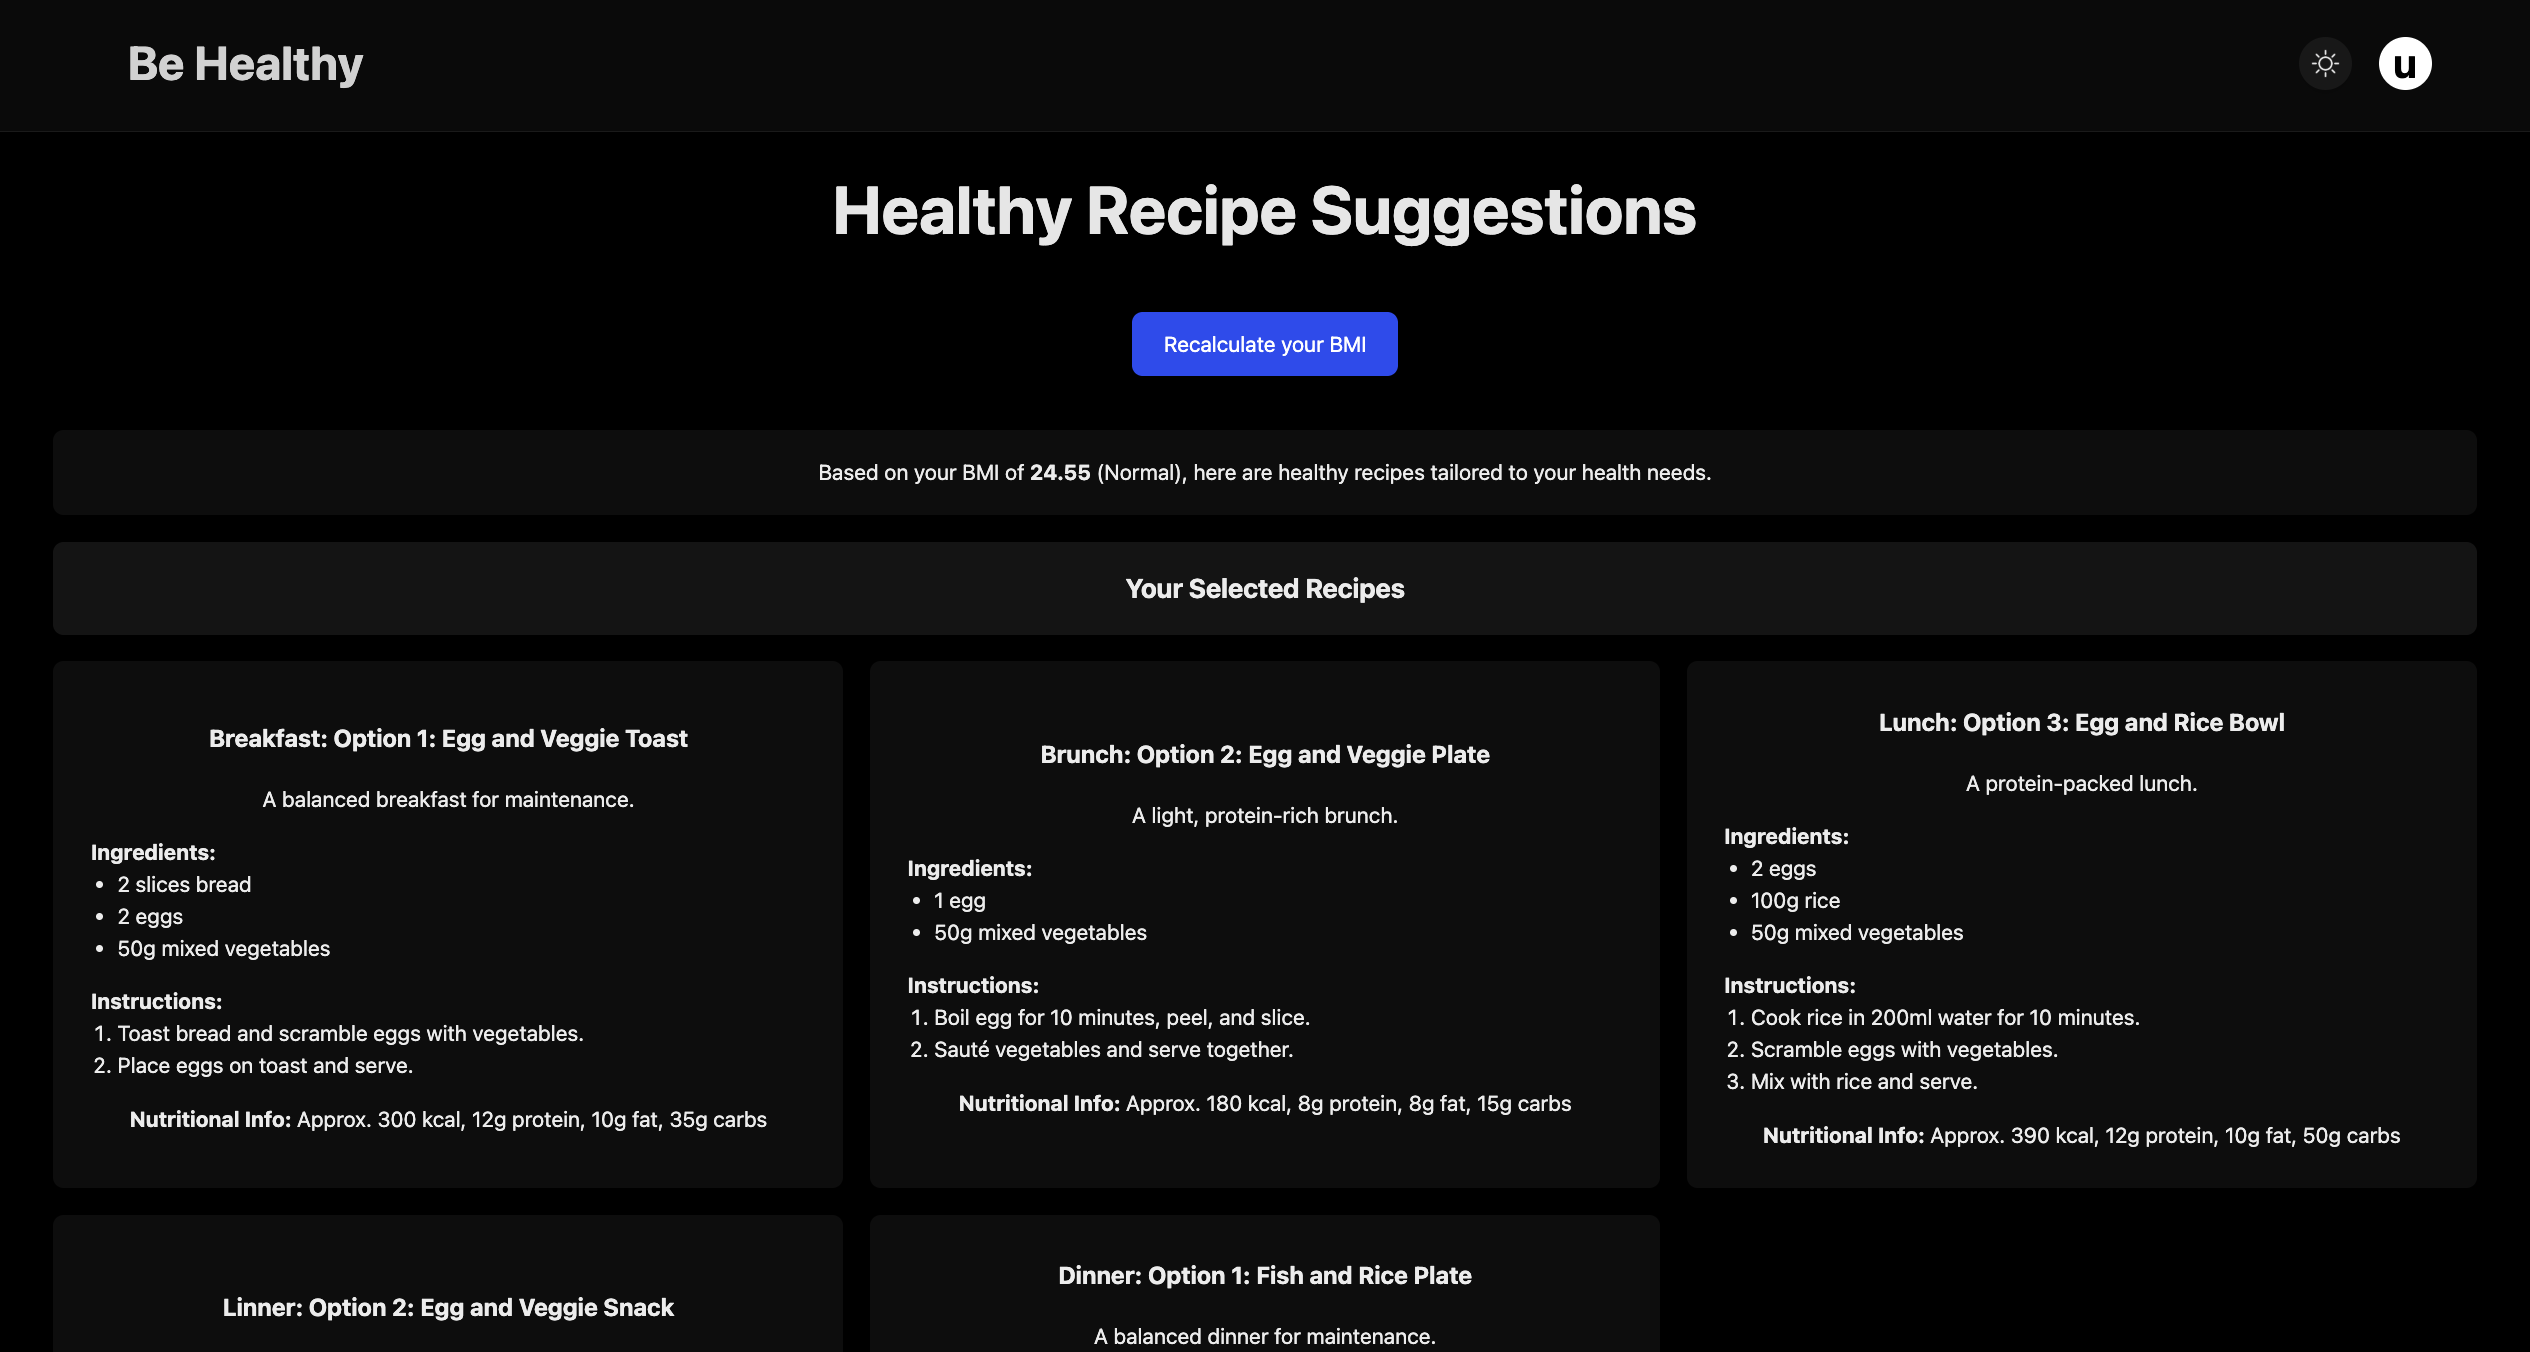 Be Healthy
u
Healthy Recipe Suggestions
Recalculate your BMI
Based on your BMI of 24.55 (Normal), here are healthy recipes tailored to your health needs.
Your Selected Recipes
Breakfast: Option 1: Egg and Veggie Toast
A balanced breakfast for maintenance.
Ingredients:
• 2 slices bread
• 2 eggs
• 50g mixed vegetables
Instructions:
1. Toast bread and scramble eggs with vegetables.
2. Place eggs on toast and serve.
Nutritional Info: Approx. 300 kcal, 12g protein, 10g fat, 35g carbs
Brunch: Option 2: Egg and Veggie Plate
A light, protein-rich brunch.
Ingredients:
• 1 egg
• 50g mixed vegetables
Instructions:
1. Boil egg for 10 minutes, peel, and slice.
2. Sauté vegetables and serve together.
Nutritional Info: Approx. 180 kcal, 8g protein, 8g fat, 15g carbs
Lunch: Option 3: Egg and Rice Bowl
A protein-packed lunch.
Ingredients:
• 2 eggs
• 100g rice
• 50g mixed vegetables
Instructions:
1. Cook rice in 200ml water for 10 minutes.
2. Scramble eggs with vegetables.
3. Mix with rice and serve.
Nutritional Info: Approx. 390 kcal, 12g protein, 10g fat, 50g carbs
Linner: Option 2: Egg and Veggie Snack
Dinner: Option 1: Fish and Rice Plate
A balanced dinner for maintenance.